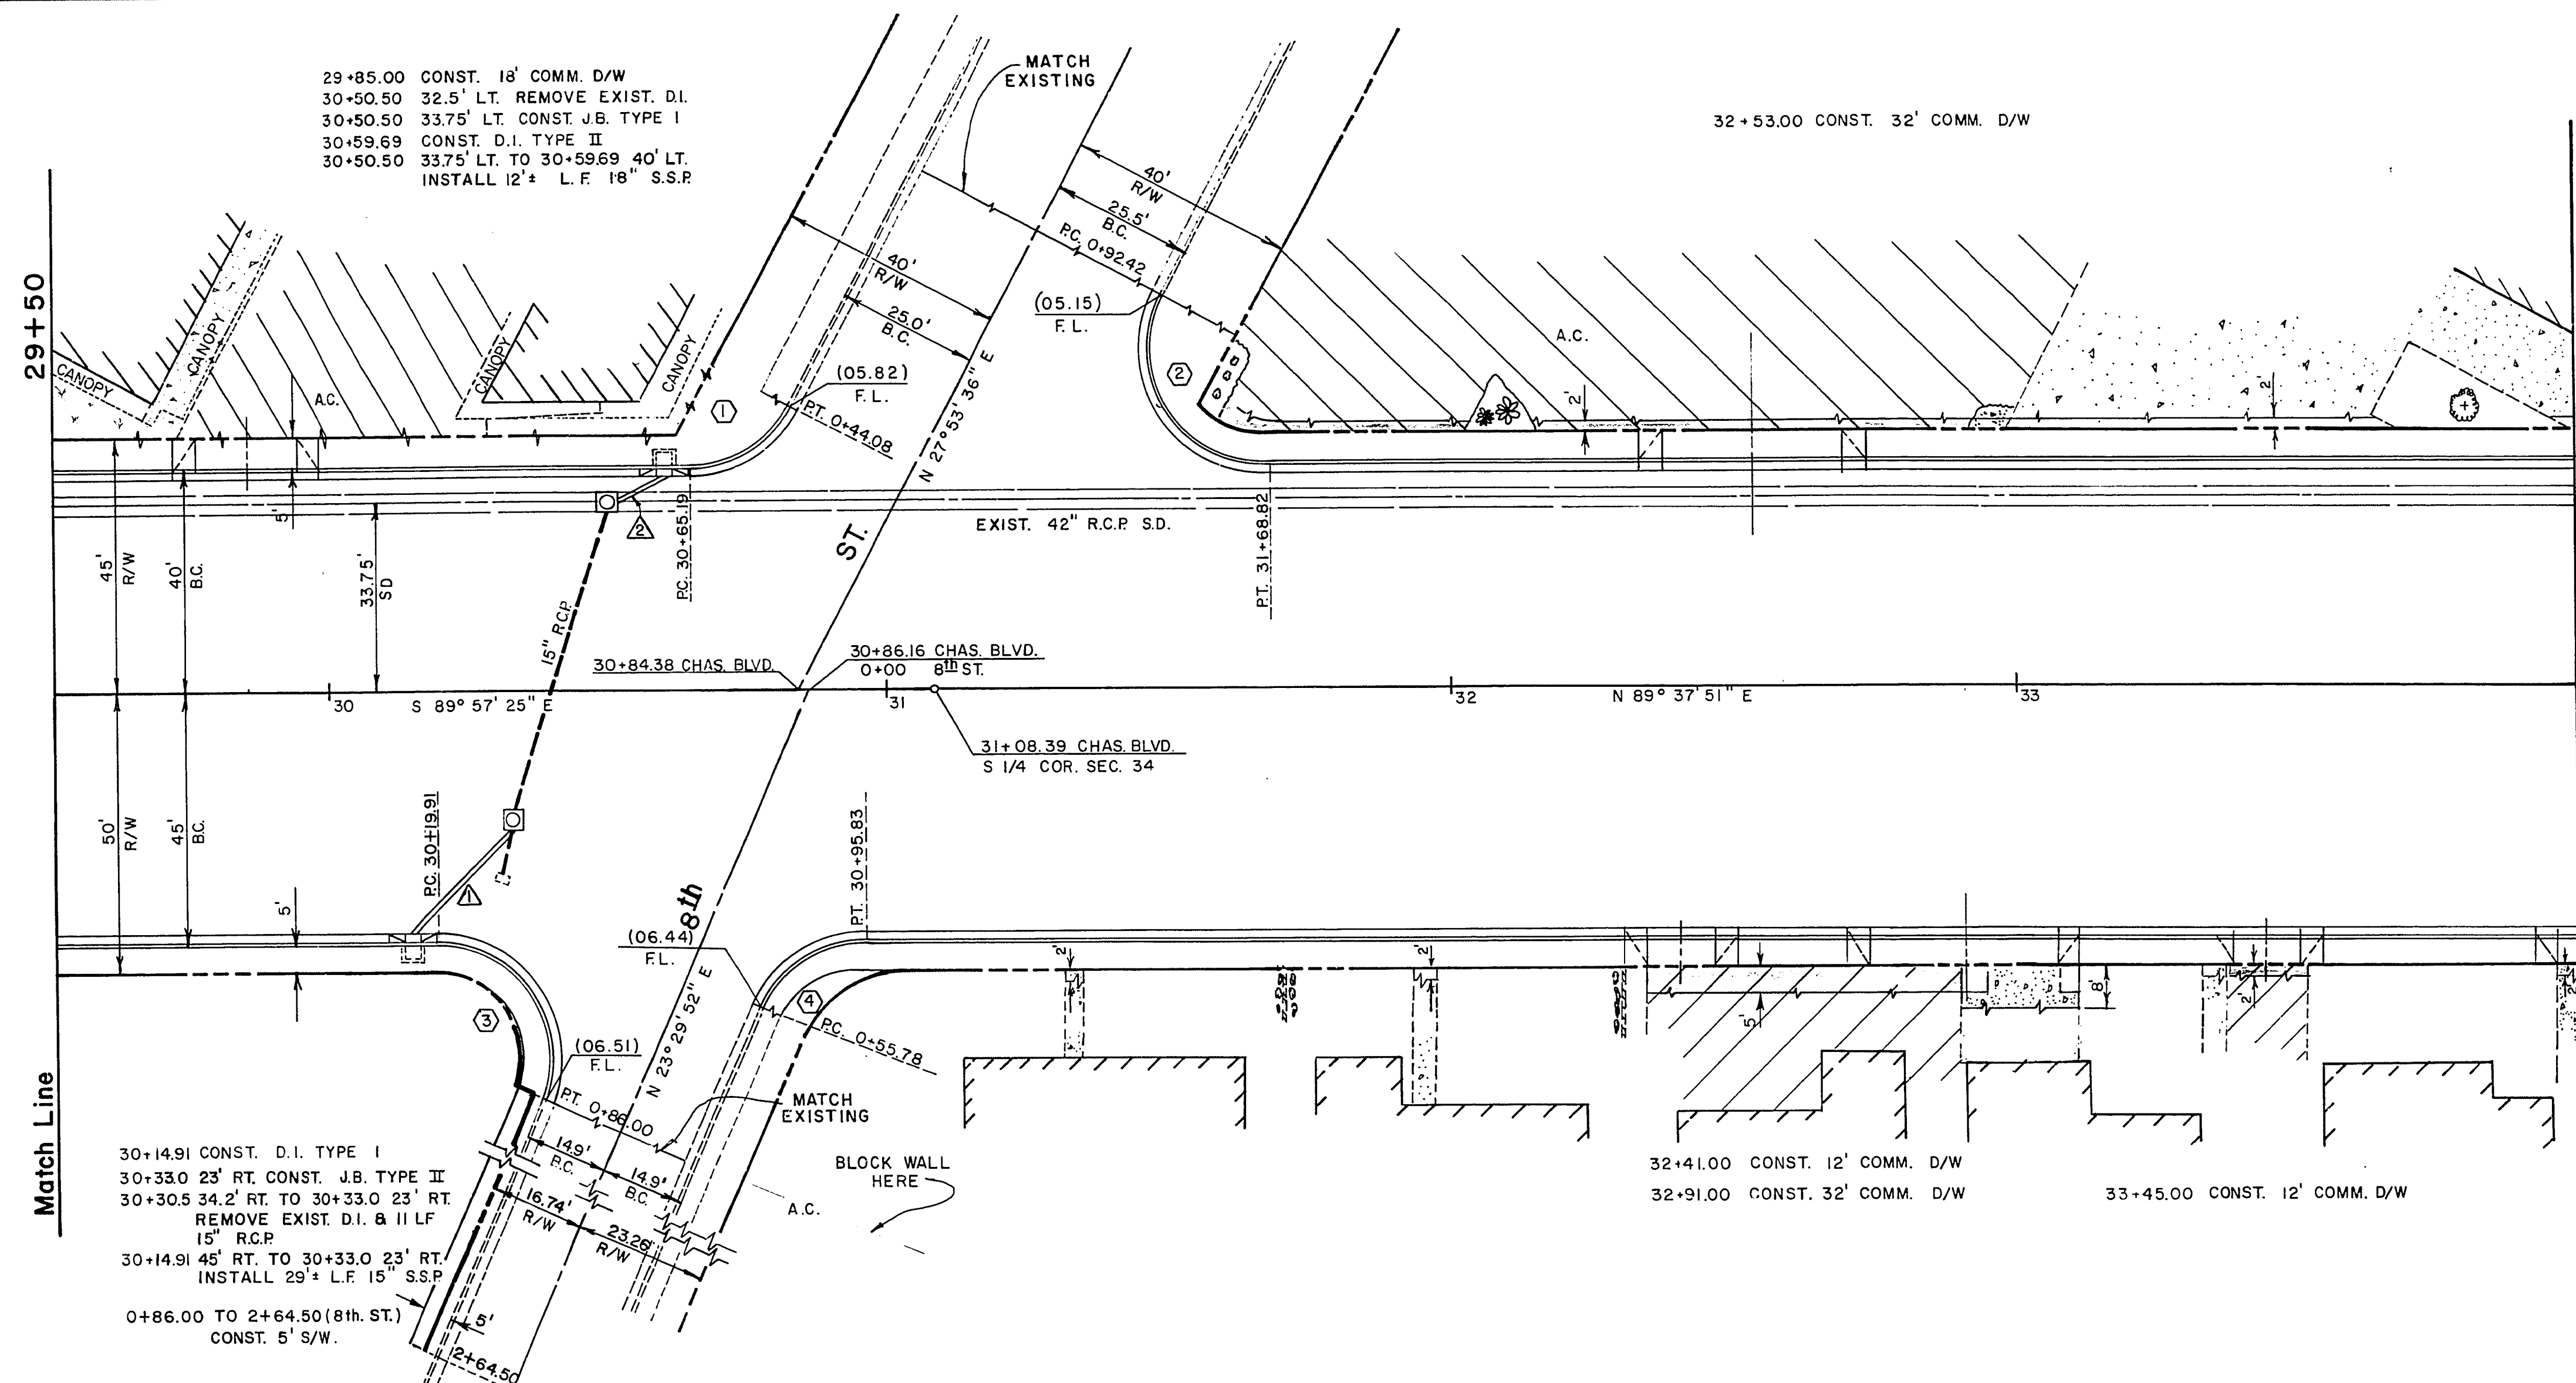 29+85.00 CONST. 18' COMM. D/W
30+50.50 32.5' LT. REMOVE EXIST. D.I.
30+50.50 33.75' LT. CONST. J.B. TYPE I
30+59.69 CONST. D.I. TYPE II
30+50.50 33.75' LT. TO 30+59.69 40' LT.
INSTALL 12'± L.F. 18" S.S.P.
MATCH
EXISTING
32+53.00 CONST. 32' COMM. D/W
29+50
40'
R/W
25.5'
B.C.
P.C. 0+92.42
40'
R/W
25.0'
B.C.
(05.15)
F.L.
(05.82)
F.L.
P.T. 0+44.08
N 27° 53' 36" E
CANOPY
CANOPY
CANOPY
CANOPY
A.C.
A.C.
1
2
2'
2'
5'
2
P.C. 30+65.19
EXIST. 42" R.C.P. S.D.
P.T. 31+68.82
ST.
45'
R/W
40'
B.C.
33.75'
SD
15" R.C.P.
30+84.38 CHAS. BLVD.
30+86.16 CHAS. BLVD.
0+00 8th ST.
30
S 89° 57' 25" E
31
32
N 89° 37' 51" E
33
31+08.39 CHAS. BLVD.
S 1/4 COR. SEC. 34
50'
R/W
45'
B.C.
5'
P.C. 30+19.91
1
P.T. 30+95.83
8th
(06.44)
F.L.
N 23° 29' 52" E
3
4
P.C. 0+55.78
(06.51)
F.L.
P.T. 0+86.00
MATCH
EXISTING
14.9'
B.C.
14.9'
B.C.
16.74'
R/W
23.26'
R/W
2'
2'
5'
8'
2'
2'
BLOCK WALL
HERE
A.C.
Match Line
30+14.91 CONST. D.I. TYPE I
30+33.0 23' RT. CONST. J.B. TYPE II
30+30.5 34.2' RT. TO 30+33.0 23' RT.
REMOVE EXIST. D.I. & 11 LF
15" R.C.P.
30+14.91 45' RT. TO 30+33.0 23' RT.
INSTALL 29'± L.F. 15" S.S.P.
0+86.00 TO 2+64.50 (8th. ST.)
CONST. 5' S/W.
5'
2+64.50
32+41.00 CONST. 12' COMM. D/W
32+91.00 CONST. 32' COMM. D/W
33+45.00 CONST. 12' COMM. D/W